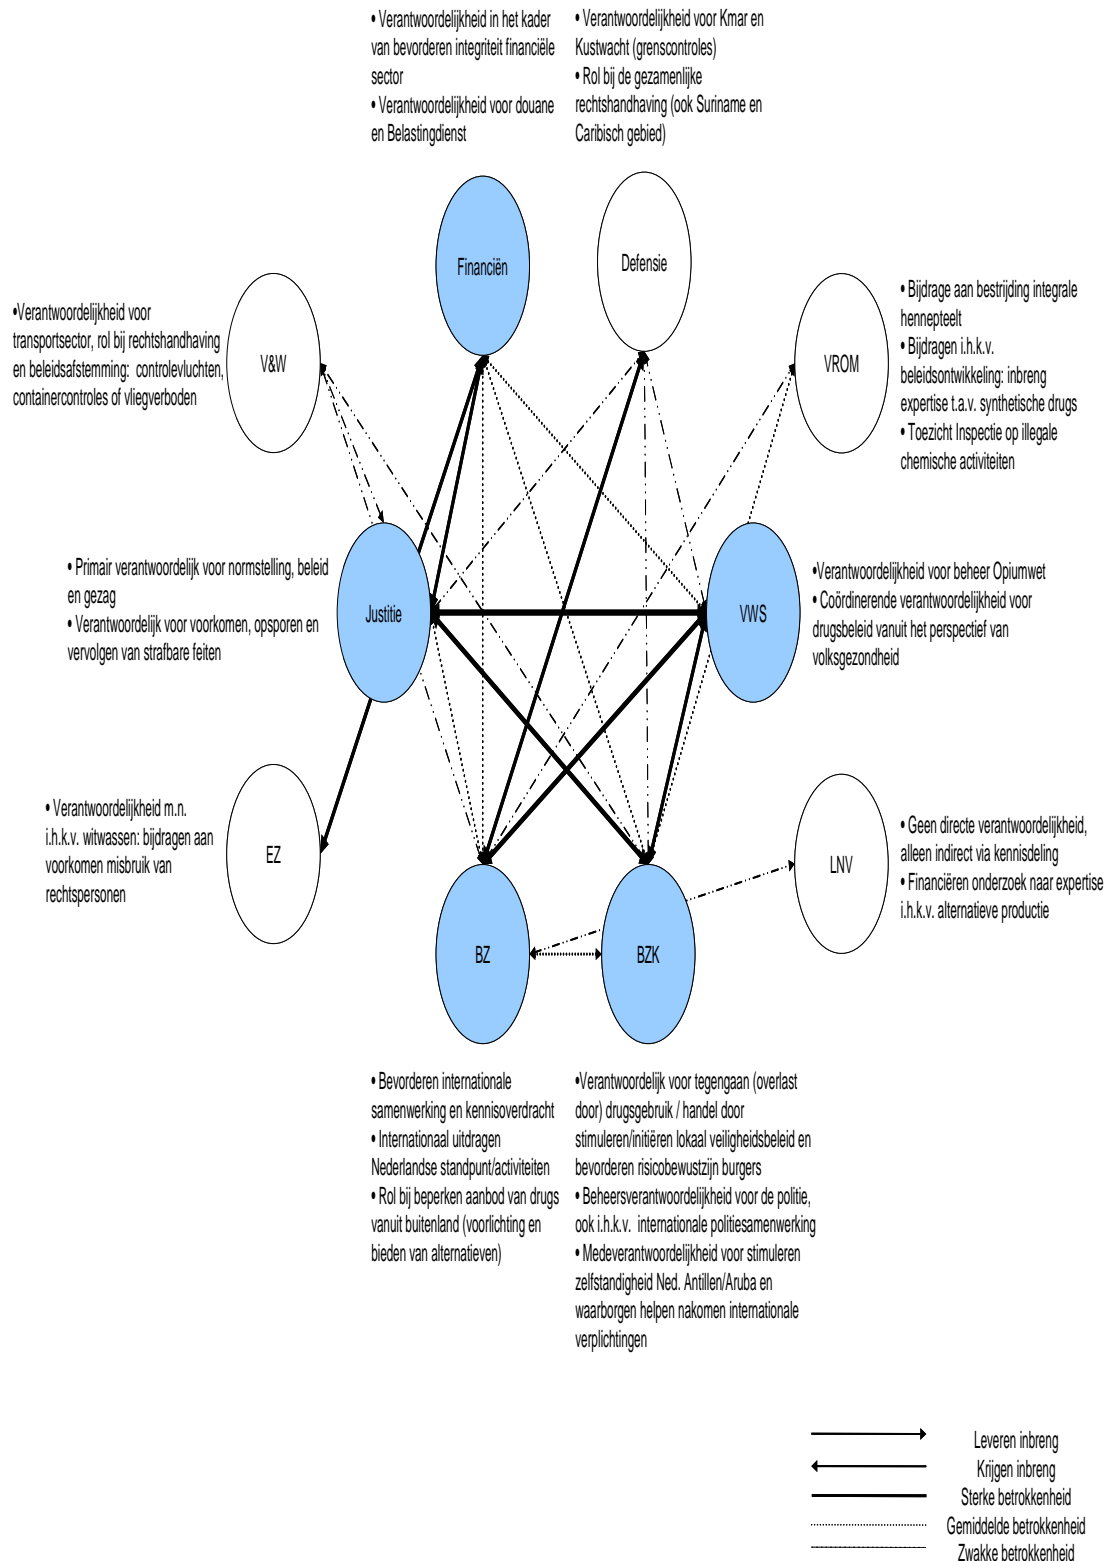 • Verantwoordelijkheid in het kader
van bevorderen integriteit financiële
sector
• Verantwoordelijkheid voor douane
en Belastingdienst
• Verantwoordelijkheid voor Kmar en
Kustwacht (grenscontroles)
• Rol bij de gezamenlijke
rechtshandhaving (ook Suriname en
Caribisch gebied)
Financiën
Defensie
•Verantwoordelijkheid voor
transportsector, rol bij rechtshandhaving
en beleidsafstemming: controlevluchten,
containercontroles of vliegverboden
V&W
VROM
• Bijdrage aan bestrijding integrale
hennepteelt
• Bijdragen i.h.k.v.
beleidsontwikkeling: inbreng
expertise t.a.v. synthetische drugs
• Toezicht Inspectie op illegale
chemische activiteiten
• Primair verantwoordelijk voor normstelling, beleid
en gezag
• Verantwoordelijk voor voorkomen, opsporen en
vervolgen van strafbare feiten
Justitie
VWS
•Verantwoordelijkheid voor beheer Opiumwet
• Coördinerende verantwoordelijkheid voor
drugsbeleid vanuit het perspectief van
volksgezondheid
• Verantwoordelijkheid m.n.
i.h.k.v. witwassen: bijdragen aan
voorkomen misbruik van
rechtspersonen
EZ
LNV
• Geen directe verantwoordelijkheid,
alleen indirect via kennisdeling
• Financiëren onderzoek naar expertise
i.h.k.v. alternatieve productie
BZ
BZK
• Bevorderen internationale
samenwerking en kennisoverdracht
• Internationaal uitdragen
Nederlandse standpunt/activiteiten
• Rol bij beperken aanbod van drugs
vanuit buitenland (voorlichting en
bieden van alternatieven)
•Verantwoordelijk voor tegengaan (overlast
door) drugsgebruik / handel door
stimuleren/initiëren lokaal veiligheidsbeleid en
bevorderen risicobewustzijn burgers
• Beheersverantwoordelijkheid voor de politie,
ook i.h.k.v. internationale politiesamenwerking
• Medeverantwoordelijkheid voor stimuleren
zelfstandigheid Ned. Antillen/Aruba en
waarborgen helpen nakomen internationale
verplichtingen
Leveren inbreng
Krijgen inbreng
Sterke betrokkenheid
Gemiddelde betrokkenheid
Zwakke betrokkenheid